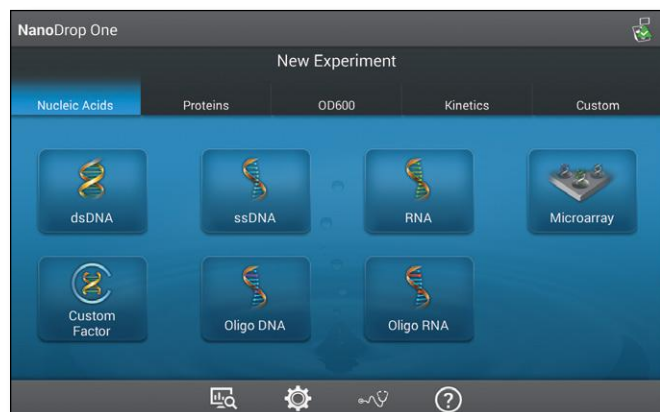 NanoDrop One
New Experiment
Nucleic Acids
Proteins
OD600
Kinetics
Custom
dsDNA
ssDNA
RNA
Microarray
Custom
Factor
Oligo DNA
Oligo RNA
?